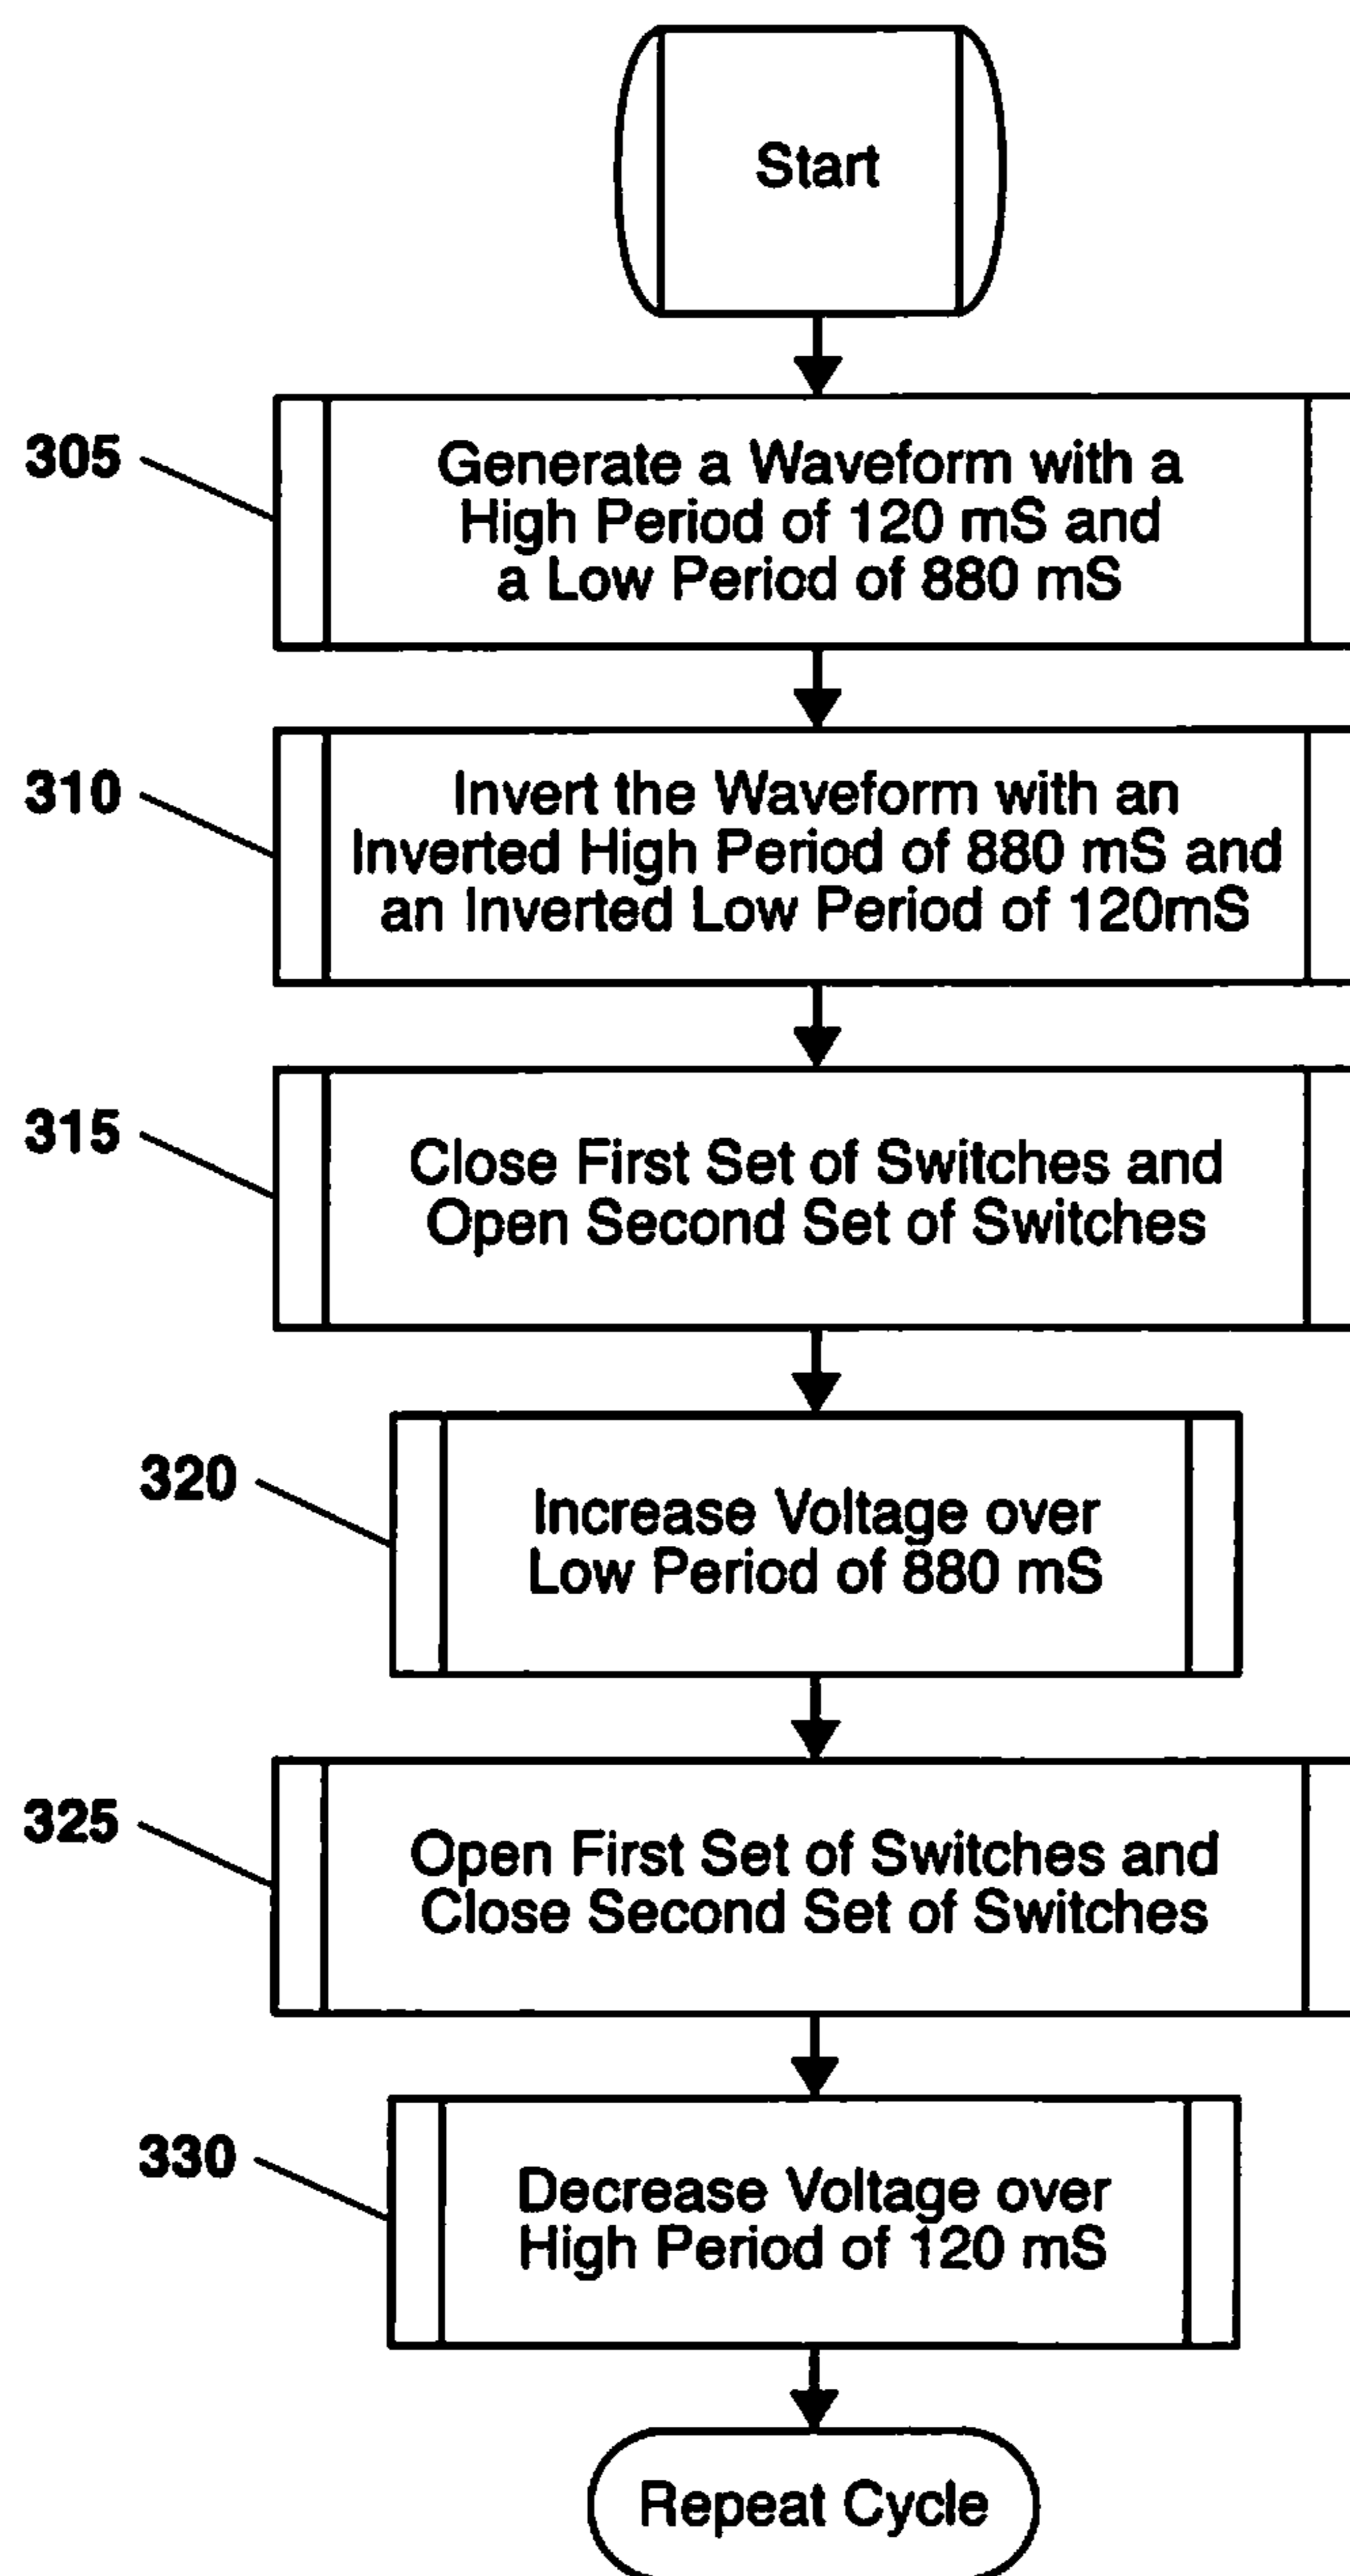 Start
305
Generate a Waveform with a
High Period of 120 mS and
a Low Period of 880 mS
310
Invert the Waveform with an
Inverted High Period of 880 mS and
an Inverted Low Period of 120mS
315
Close First Set of Switches and
Open Second Set of Switches
320
Increase Voltage over
Low Period of 880 mS
325
Open First Set of Switches and
Close Second Set of Switches
330
Decrease Voltage over
High Period of 120 mS
Repeat Cycle